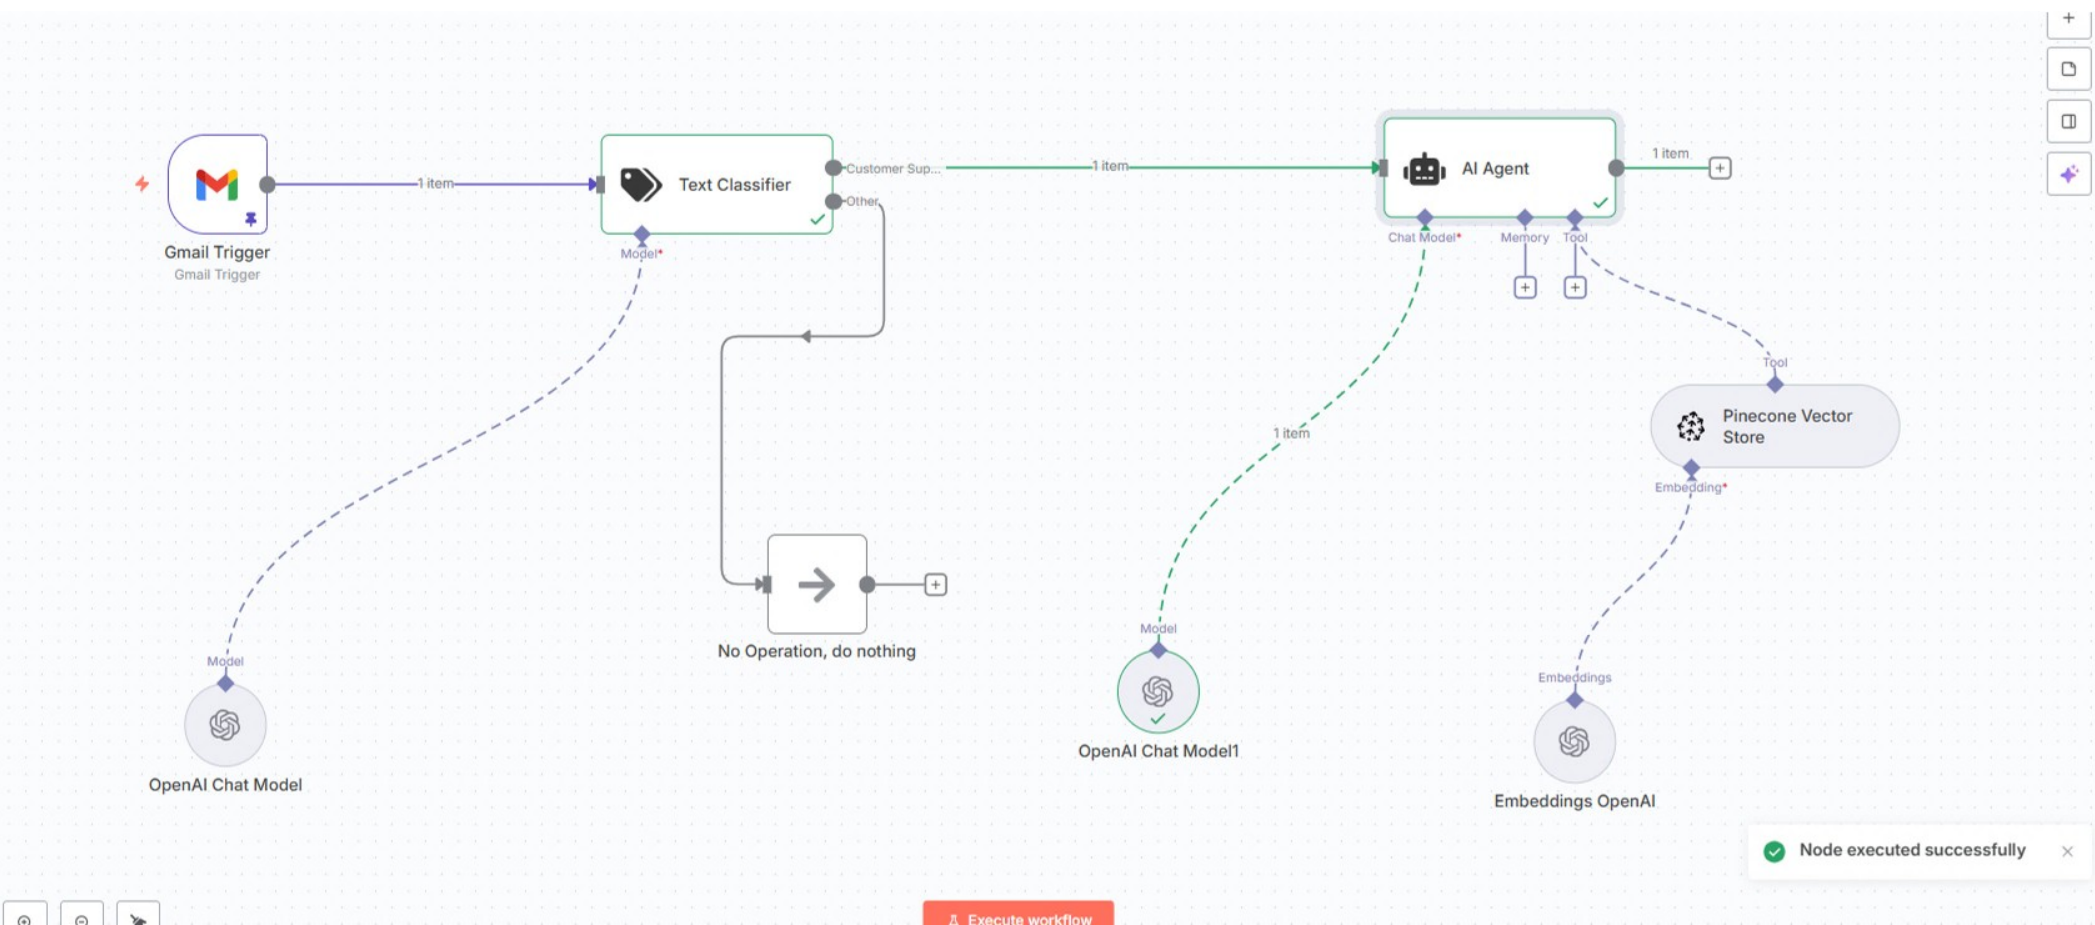 1 item
Text Classifier
Customer Sup...
Other
Model*
1 item
AI Agent
1 item
Chat Model*
Memory
Tool
Gmail Trigger
Gmail Trigger
Tool
Pinecone Vector
Store
Embedding*
1 item
No Operation, do nothing
Model
OpenAI Chat Model
Model
OpenAI Chat Model1
Embeddings
Embeddings OpenAI
Node executed successfully
Execute workflow